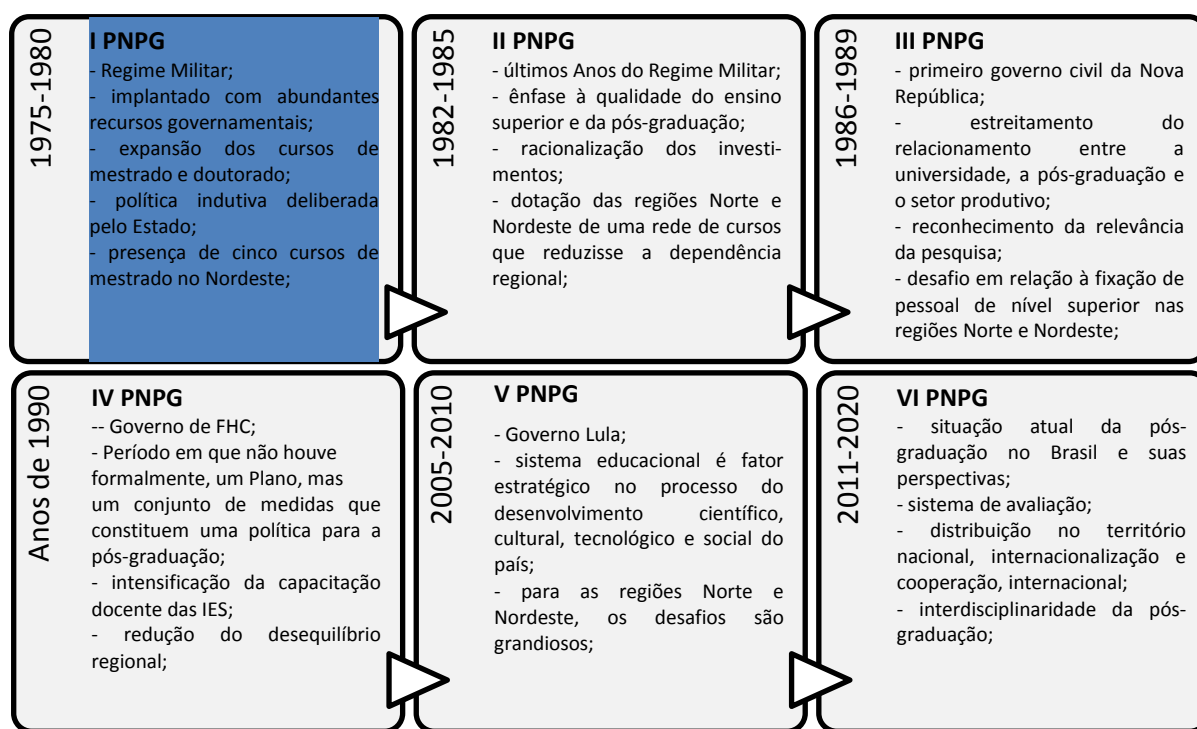 1975-1980
I PNPG
- Regime Militar;
- implantado com abundantes
recursos governamentais;
- expansão dos cursos de
mestrado e doutorado;
- política indutiva deliberada
pelo Estado;
- presença de cinco cursos de
mestrado no Nordeste;
1982-1985
II PNPG
- últimos Anos do Regime Militar;
- ênfase à qualidade do ensino
superior e da pós-graduação;
- racionalização dos investi-
mentos;
- dotação das regiões Norte e
Nordeste de uma rede de cursos
que reduzisse a dependência
regional;
1986-1989
III PNPG
- primeiro governo civil da Nova
República;
- estreitamento do
relacionamento entre a
universidade, a pós-graduação e
o setor produtivo;
- reconhecimento da relevância
da pesquisa;
- desafio em relação à fixação de
pessoal de nível superior nas
regiões Norte e Nordeste;
Anos de 1990
IV PNPG
-- Governo de FHC;
- Período em que não houve
formalmente, um Plano, mas
um conjunto de medidas que
constituem uma política para a
pós-graduação;
- intensificação da capacitação
docente das IES;
- redução do desequilíbrio
regional;
2005-2010
V PNPG
- Governo Lula;
- sistema educacional é fator
estratégico no processo do
desenvolvimento científico,
cultural, tecnológico e social do
país;
- para as regiões Norte e
Nordeste, os desafios são
grandiosos;
2011-2020
VI PNPG
- situação atual da pós-
graduação no Brasil e suas
perspectivas;
- sistema de avaliação;
- distribuição no território
nacional, internacionalização e
cooperação, internacional;
- interdisciplinaridade da pós-
graduação;